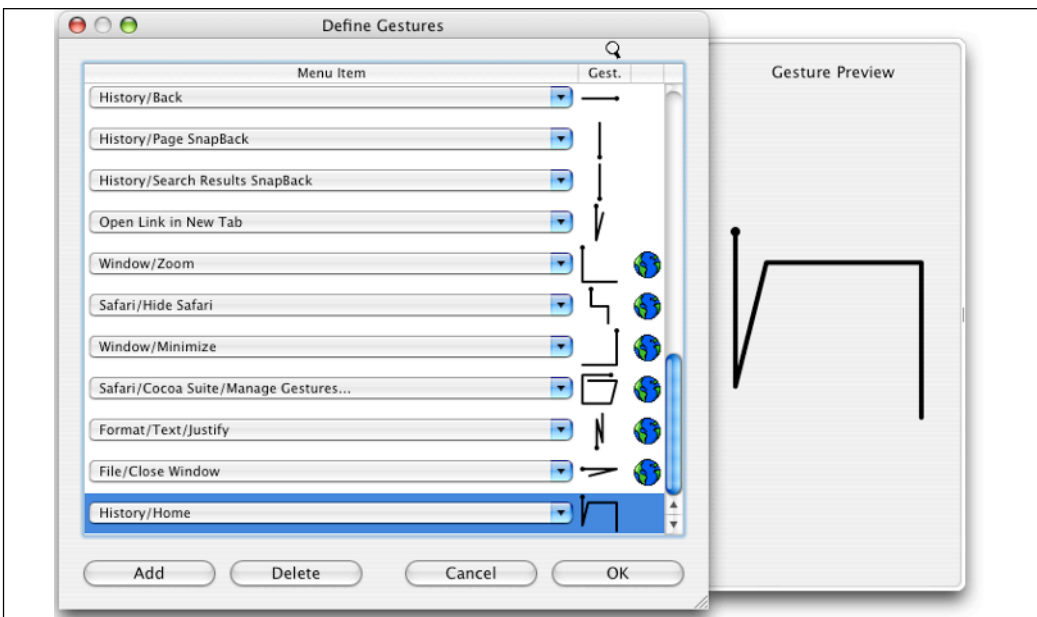 Define Gestures
Menu Item Gest.
History/Back
History/Page SnapBack
History/Search Results SnapBack
Open Link in New Tab
Window/Zoom
Safari/Hide Safari
Window/Minimize
Safari/Cocoa Suite/Manage Gestures...
Format/Text/Justify
File/Close Window
History/Home
Add Delete Cancel OK
Gesture Preview